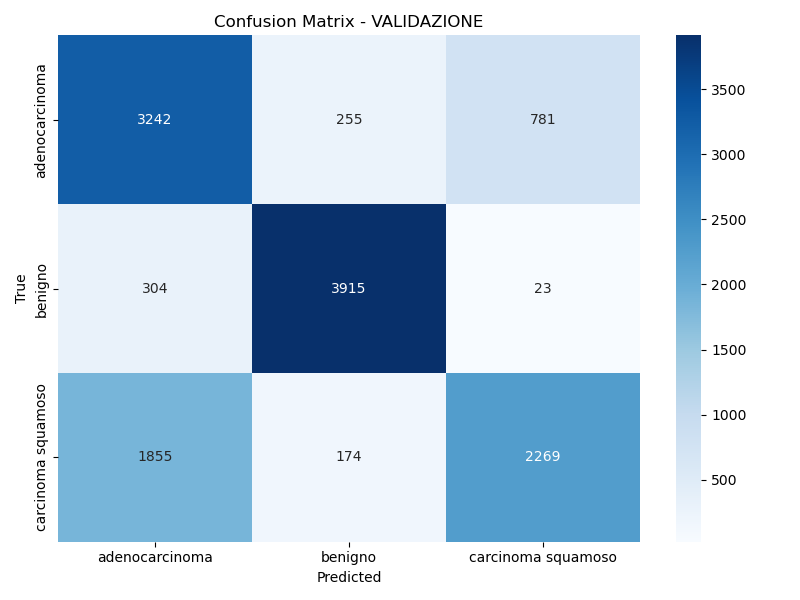 Confusion Matrix - VALIDAZIONE
True
adenocarcinoma
3242 255 781
benigno
304 3915 23
carcinoma squamoso
1855 174 2269
adenocarcinoma benigno carcinoma squamoso
Predicted
3500
3000
2500
2000
1500
1000
500